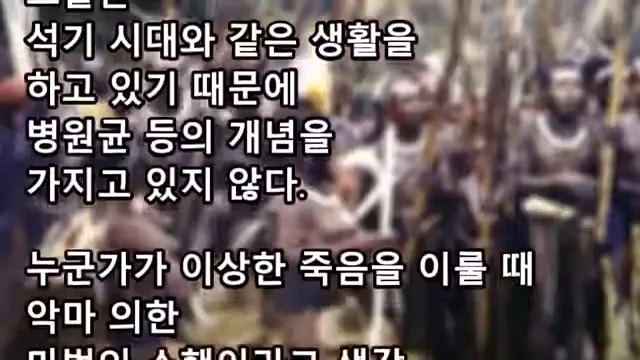 석기 시대와 같은 생활을
하고 있기 때문에
병원균 등의 개념을
가지고 있지 않다.
누군가가 이상한 죽음을 이룰 때
악마 의한